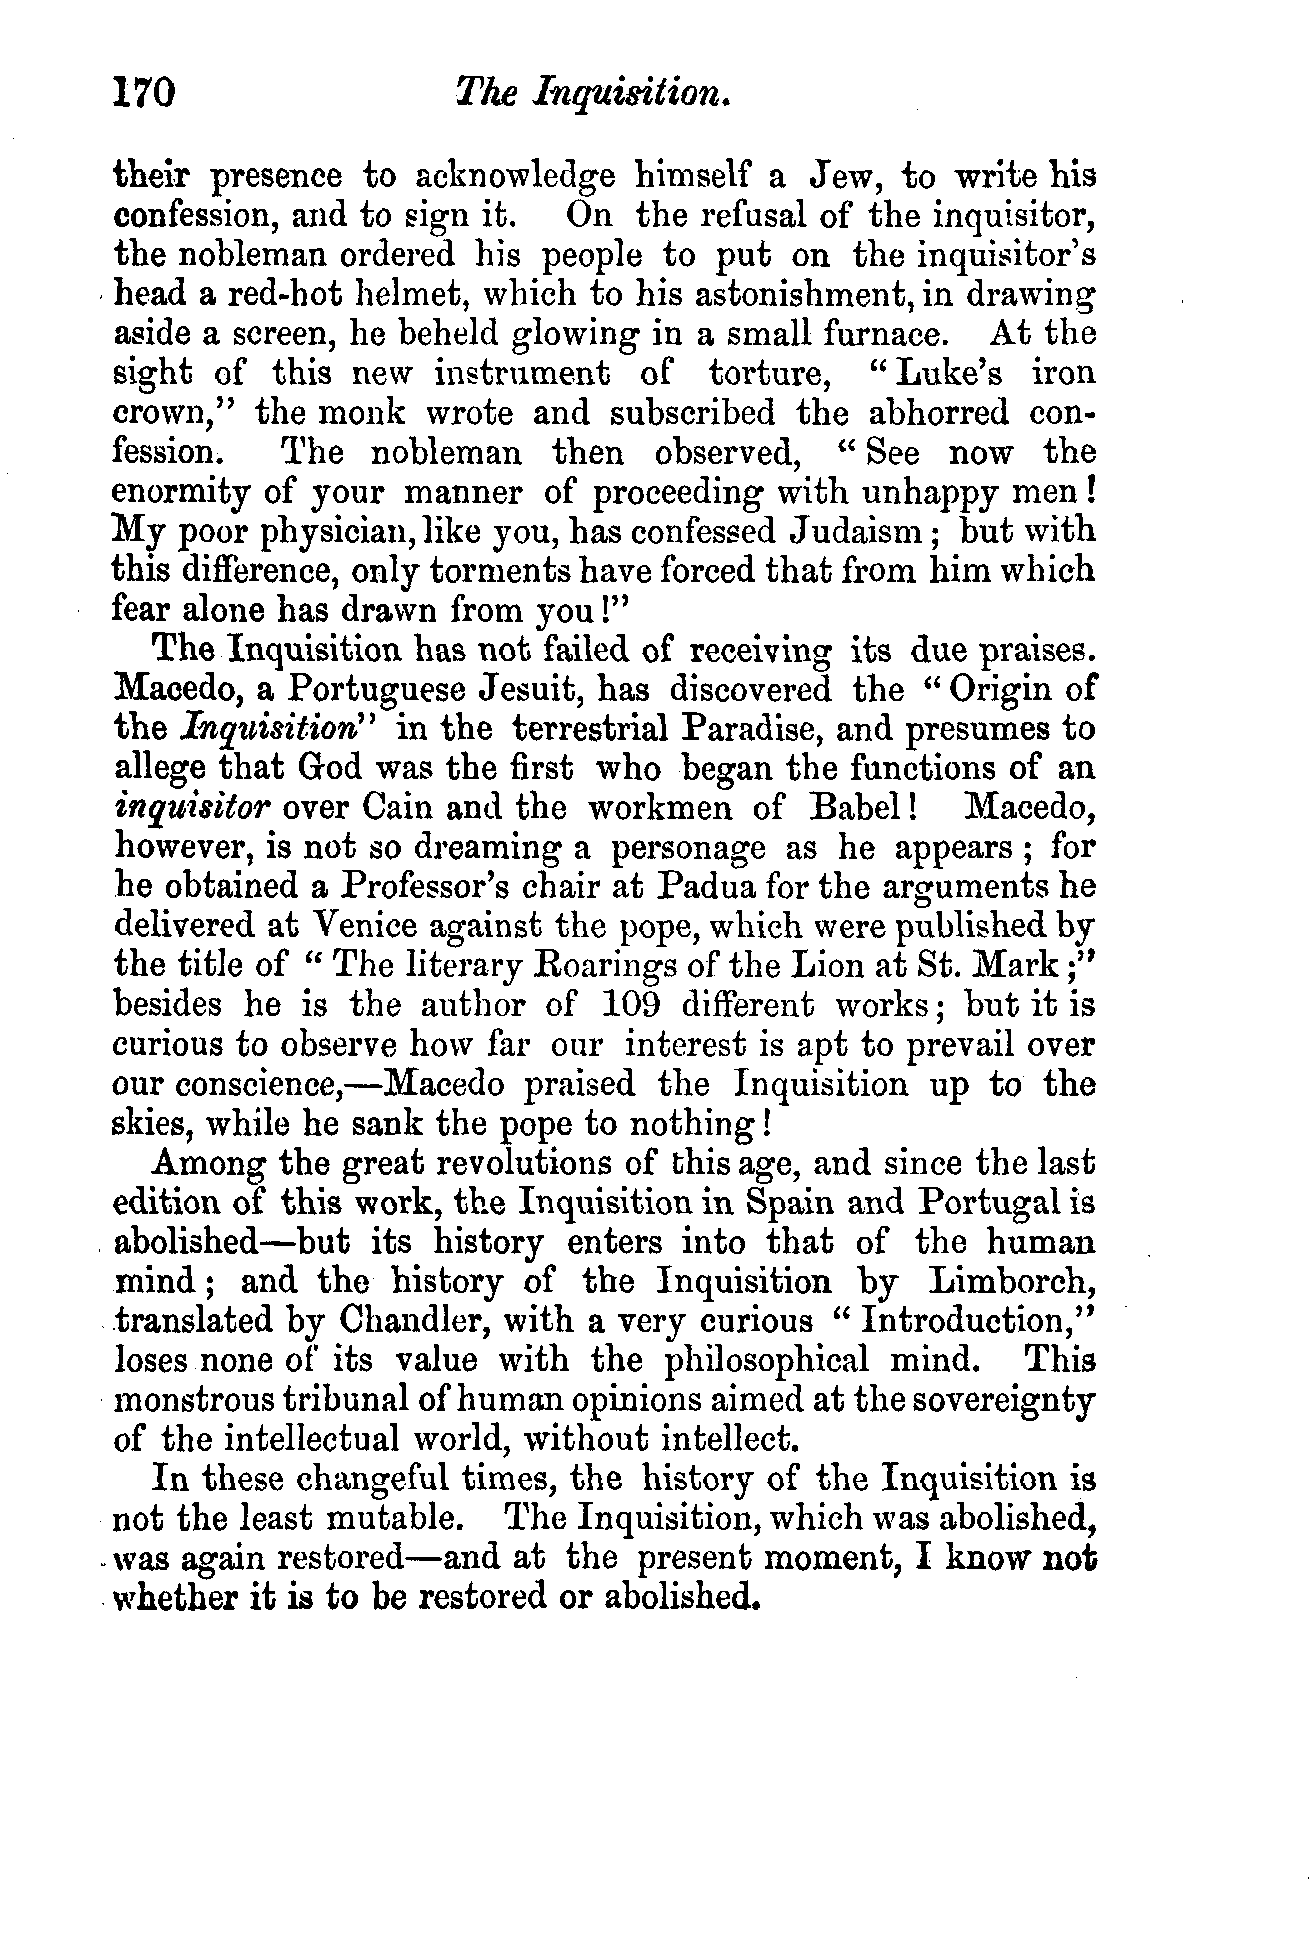 170 The Inquisition.
their presence to acknowledge himself a Jew, to write his
confession, and to sign it. On the refusal of the inquisitor,
the nobleman ordered his people to put on the inquisitor's
head a red-hot helmet, which to his astonishment, in drawing
aside a screen, he beheld glowing in a small furnace. At the
sight of this new instrument of torture, “ Luke's iron
crown,” the monk wrote and subscribed the abhorred con-
fession. The nobleman then observed, “ See now the
enormity of your manner of proceeding with unhappy men !
My poor physician, like you, has confessed Judaism ; but with
this difference, only torments have forced that from him which
fear alone has drawn from you !”
The Inquisition has not failed of receiving its due praises.
Macedo, a Portuguese Jesuit, has discovered the “ Origin of
the Inquisition” in the terrestrial Paradise, and presumes to
allege that God was the first who began the functions of an
inquisitor over Cain and the workmen of Babel ! Macedo,
however, is not so dreaming a personage as he appears ; for
he obtained a Professor's chair at Padua for the arguments he
delivered at Venice against the pope, which were published by
the title of “ The literary Roarings of the Lion at St. Mark ;”
besides he is the author of 109 different works ; but it is
curious to observe how far our interest is apt to prevail over
our conscience,—Macedo praised the Inquisition up to the
skies, while he sank the pope to nothing !
Among the great revolutions of this age, and since the last
edition of this work, the Inquisition in Spain and Portugal is
abolished—but its history enters into that of the human
mind ; and the history of the Inquisition by Limborch,
translated by Chandler, with a very curious “ Introduction,”
loses none of its value with the philosophical mind. This
monstrous tribunal of human opinions aimed at the sovereignty
of the intellectual world, without intellect.
In these changeful times, the history of the Inquisition is
not the least mutable. The Inquisition, which was abolished,
was again restored—and at the present moment, I know not
whether it is to be restored or abolished.